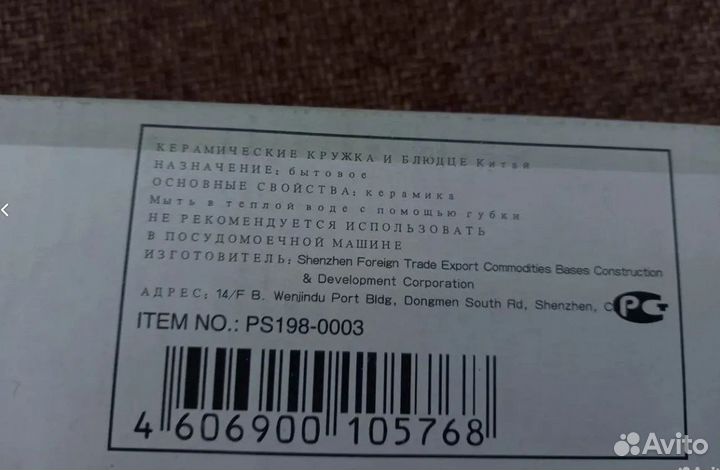 КЕРАМИЧЕСКИЕ КРУЖКА И БЛЮДЦЕ Китай
НАЗНАЧЕНИЕ: бытовое
ОСНОВНЫЕ СВОЙСТВА: керамика
Мыть в теплой воде с помощью губки
НЕ РЕКОМЕНДУЕТСЯ ИСПОЛЬЗОВАТЬ
В ПОСУДОМОЕЧНОЙ МАШИНЕ
ИЗГОТОВИТЕЛЬ: Shenzhen Foreign Trade Export Commodities Bases Construction
& Development Corporation
АДРЕС: 14/F B. Wenjindu Port Bldg, Dongmen South Rd, Shenzhen,
РСТ
ITEM NO.: PS198-0003
4 606900 105768
Avito